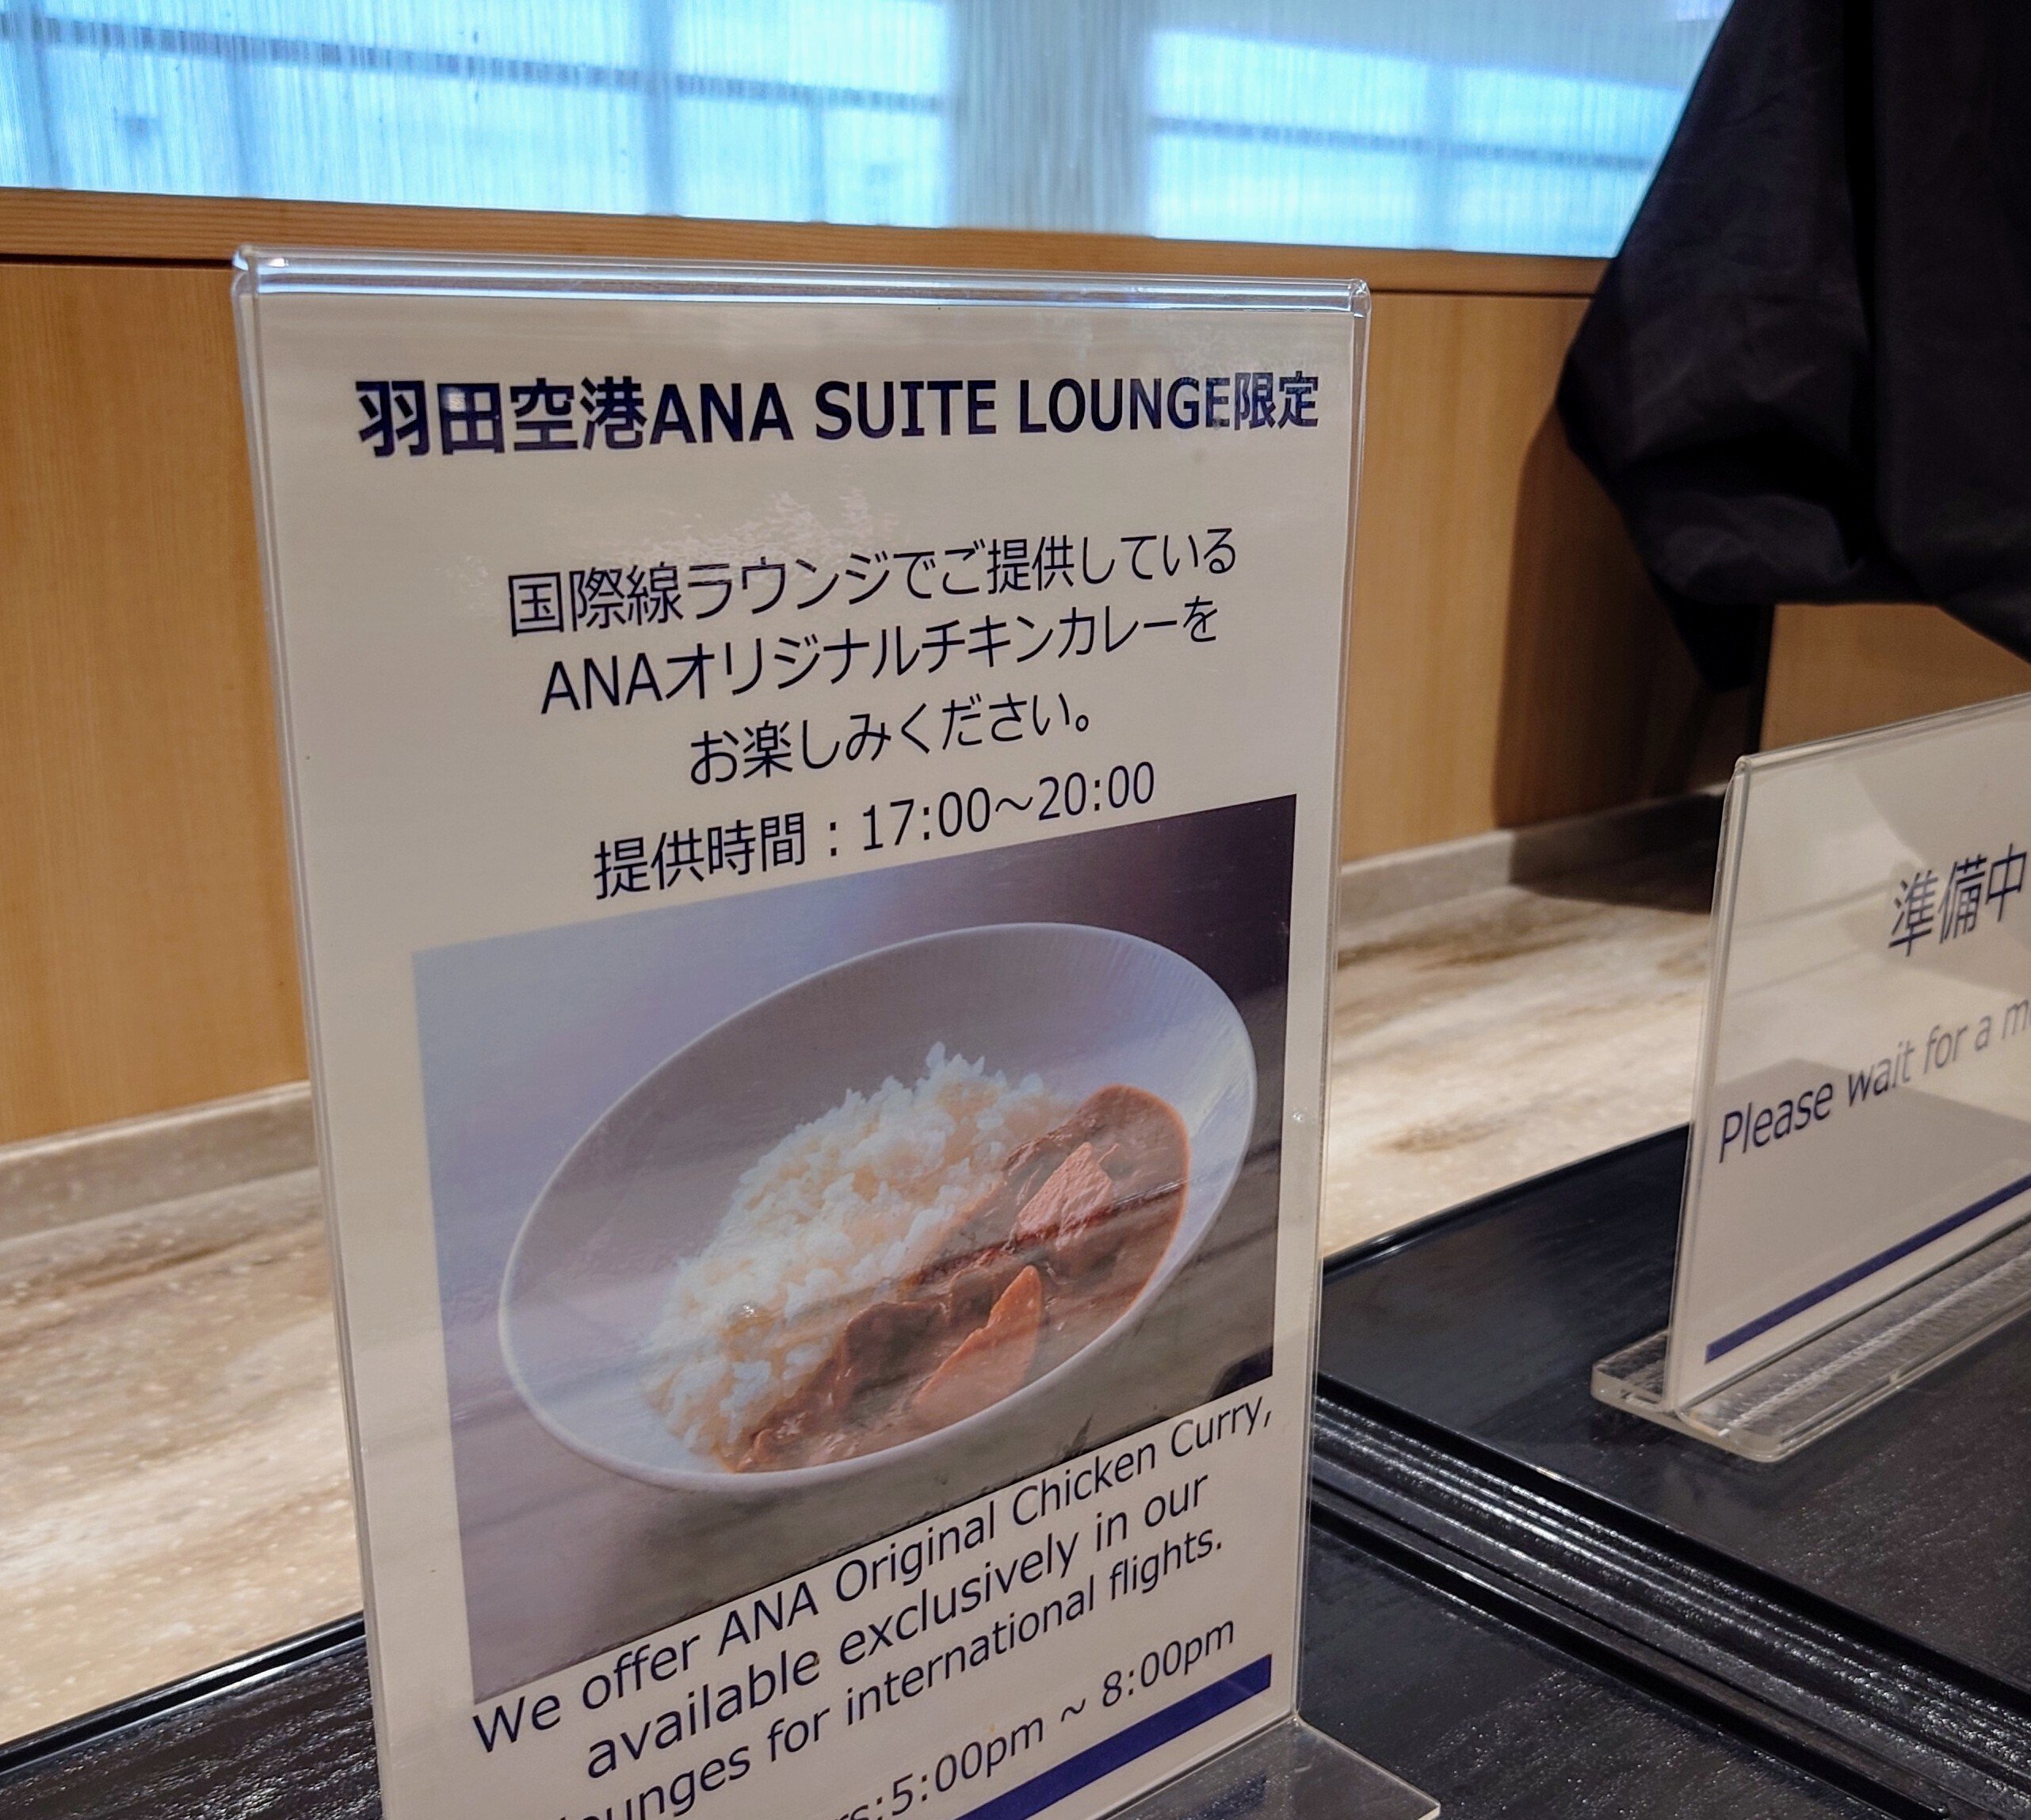 羽田空港ANA SUITE LOUNGE限定
国際線ラウンジでご提供している
ANAオリジナルチキンカレーを
お楽しみください。
提供時間：17:00～20:00
We offer ANA Original Chicken Curry,
available exclusively in our
lounges for international flights.
5:00pm ~ 8:00pm
準備中
Please wait for a